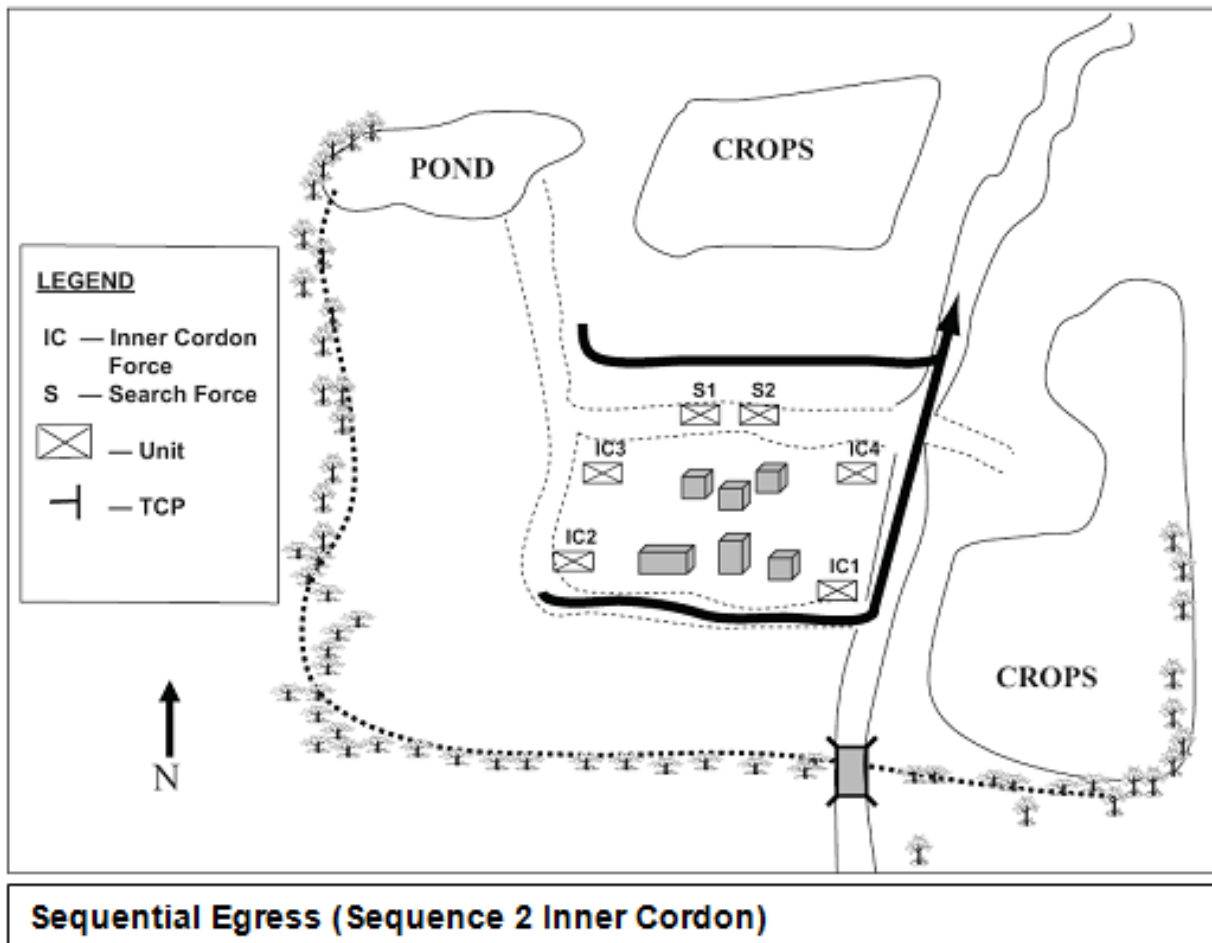 POND
CROPS
LEGEND
IC — Inner Cordon
Force
S — Search Force
— Unit
— TCP
S1 S2
IC3 IC4
IC2
IC1
CROPS
N
Sequential Egress (Sequence 2 Inner Cordon)